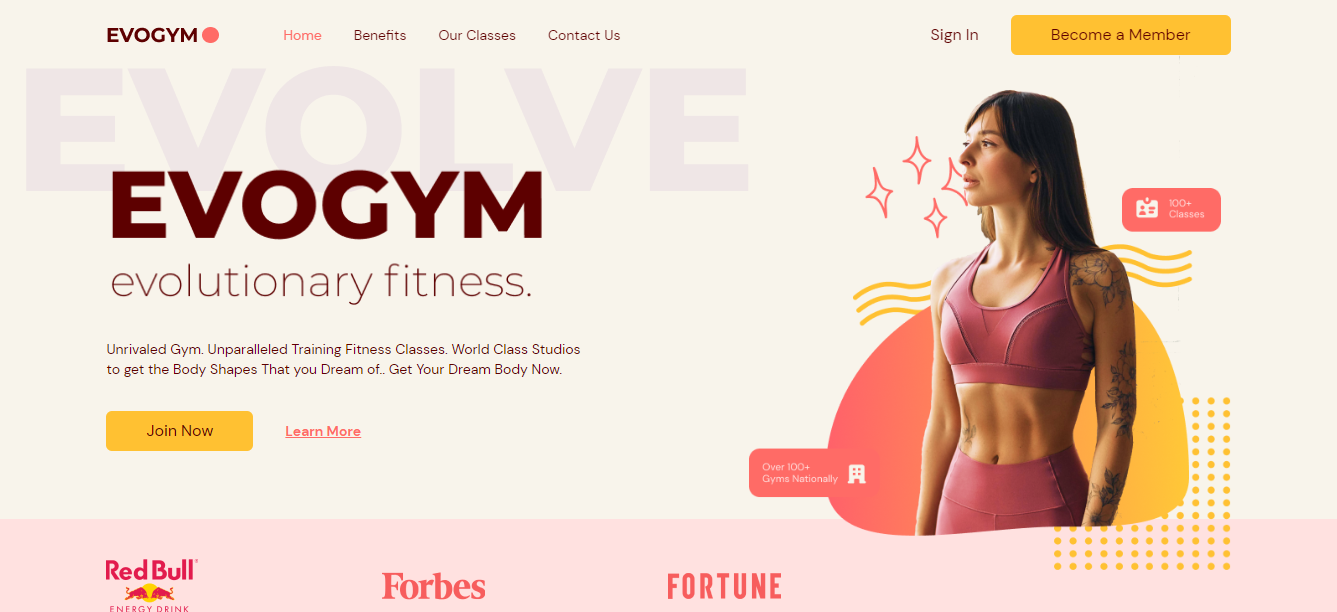 EVOGYM
Home
Benefits
Our Classes
Contact Us
Sign In
Become a Member
EVOLVE
EVOGYM
evolutionary fitness.
100+
Classes
Unrivaled Gym. Unparalleled Training Fitness Classes. World Class Studios
to get the Body Shapes That you Dream of.. Get Your Dream Body Now.
Join Now
Learn More
Over 100+
Gyms Nationally
Red Bull
ENERGY DRINK
Forbes
FORTUNE